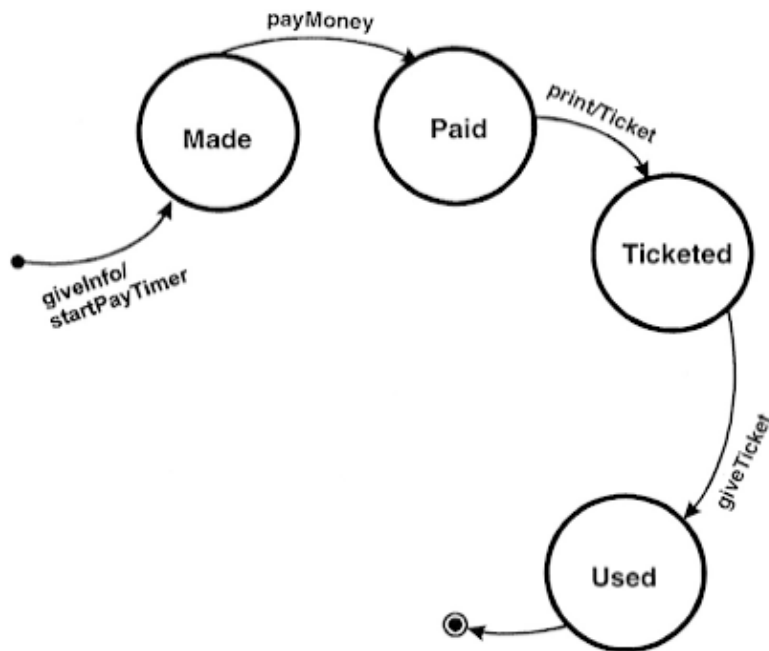 payMoney
Made
Paid
print/Ticket
Ticketed
giveInfo/
startPayTimer
giveTicket
Used